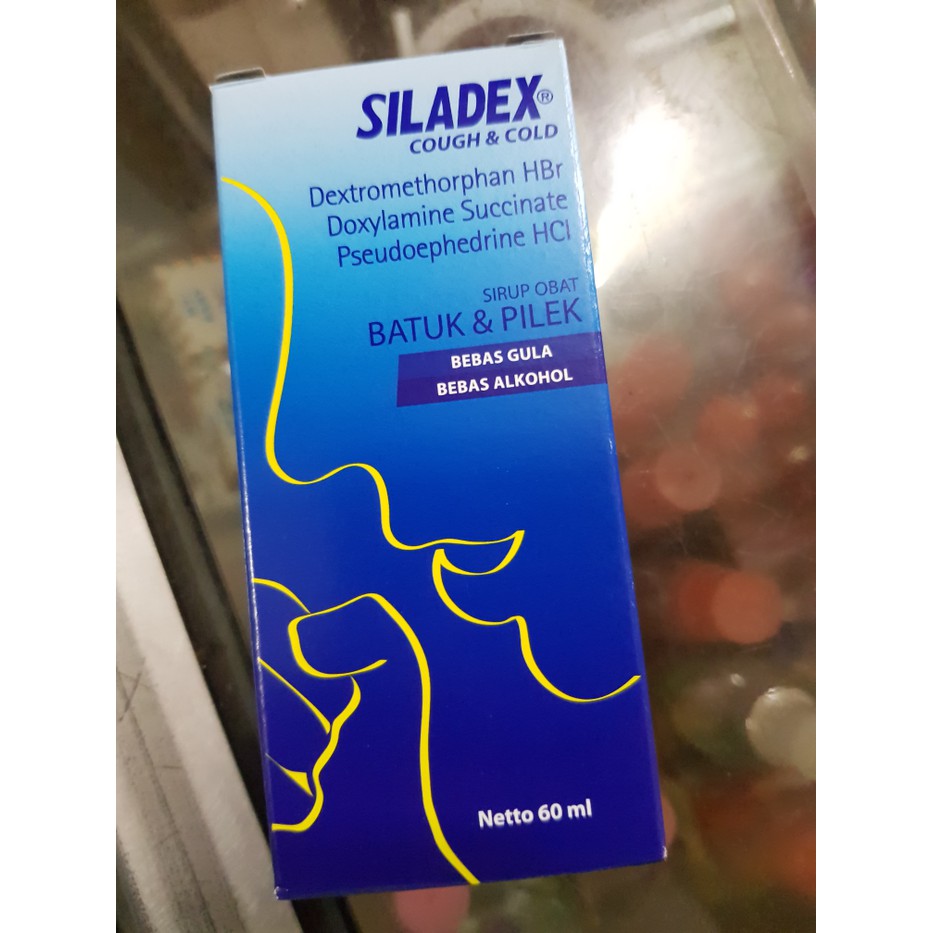 SILADEX®
COUGH & COLD
Dextromethorphan HBr
Doxylamine Succinate
Pseudoephedrine HCl
SIRUP OBAT
BATUK & PILEK
BEBAS GULA
BEBAS ALKOHOL
Netto 60 ml